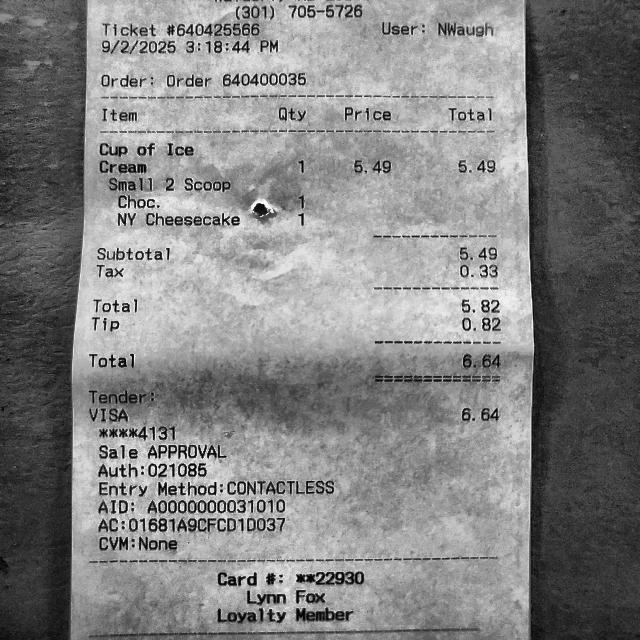 (301) 705-5726
Ticket #640425566 User: NWaugh
9/2/2025 3:18:44 PM
Order: Order 640400035
Item Qty Price Total
Cup of Ice
Cream 1 5.49 5.49
Small 2 Scoop
Choc. 1
NY Cheesecake 1
Subtotal 5.49
Tax 0.33
Total 5.82
Tip 0.82
Total 6.64
Tender:
VISA 6.64
****4131
Sale APPROVAL
Auth:021085
Entry Method:CONTACTLESS
AID: A0000000031010
AC:01681A9CFCD1D037
CVM:None
Card #: **22930
Lynn Fox
Loyalty Member